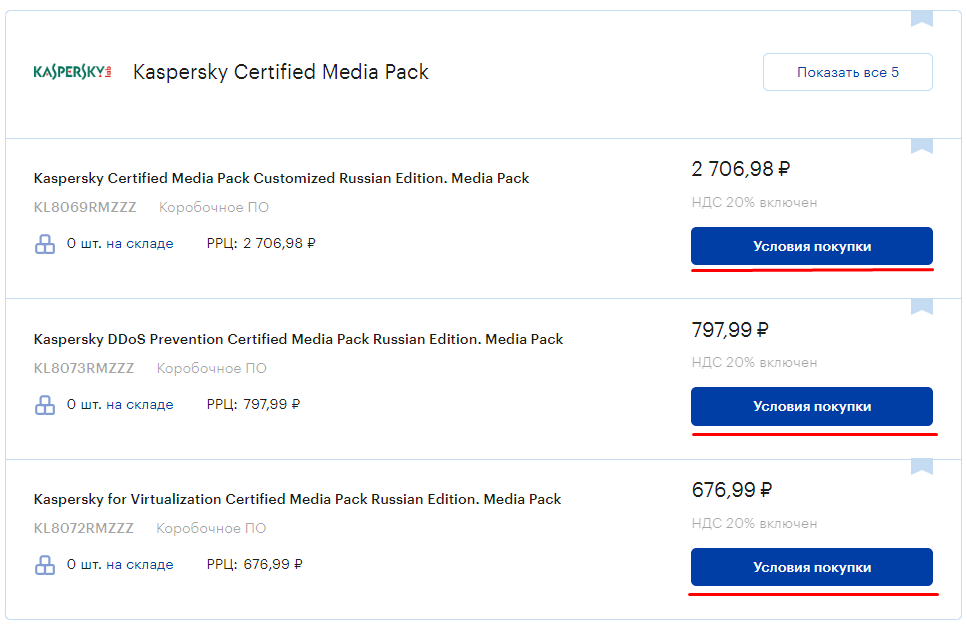 KASPERSKY lab
Kaspersky Certified Media Pack
Показать все 5
Kaspersky Certified Media Pack Customized Russian Edition. Media Pack
2 706,98 ₽
KL8069RMZZZ Коробочное ПО
НДС 20% включен
0 шт. на складе РРЦ: 2 706,98 ₽
Условия покупки
Kaspersky DDoS Prevention Certified Media Pack Russian Edition. Media Pack
797,99 ₽
KL8073RMZZZ Коробочное ПО
НДС 20% включен
0 шт. на складе РРЦ: 797,99 ₽
Условия покупки
Kaspersky for Virtualization Certified Media Pack Russian Edition. Media Pack
676,99 ₽
KL8072RMZZZ Коробочное ПО
НДС 20% включен
0 шт. на складе РРЦ: 676,99 ₽
Условия покупки